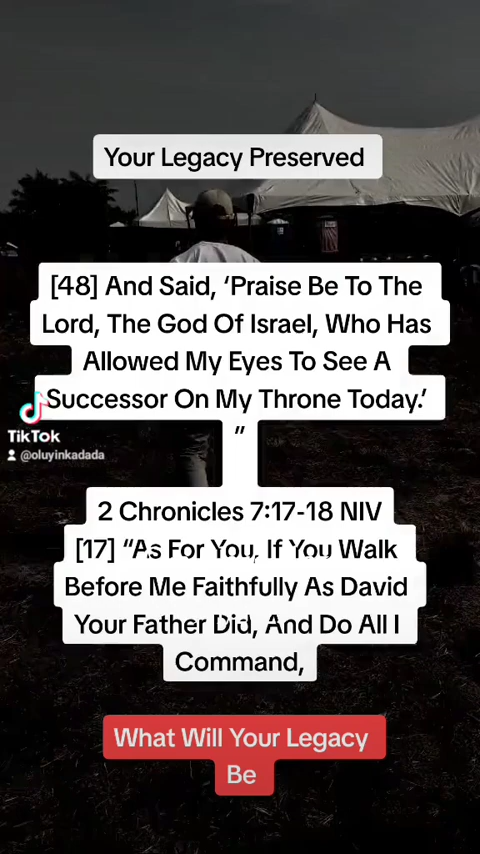 Your Legacy Preserved
[48] And Said, ‘Praise Be To The
Lord, The God Of Israel, Who Has
Allowed My Eyes To See A
Successor On My Throne Today.’
”
TikTok
@oluyinkadada
2 Chronicles 7:17-18 NIV
[17] “As For You, If You Walk
Before Me Faithfully As David
Your Father Did, And Do All I
Command,
What Will Your Legacy
Be